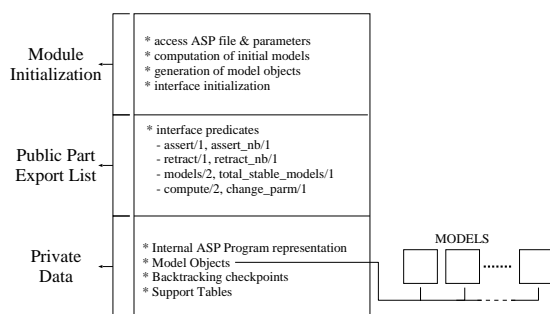 Module
Initialization
* access ASP file & parameters
* computation of initial models
* generation of model objects
* interface initialization
Public Part
Export List
* interface predicates
- assert/1, assert_nb/1
- retract/1, retract_nb/1
- models/2, total_stable_models/1
- compute/2, change_parm/1
Private
Data
* Internal ASP Program representation
* Model Objects
* Backtracking checkpoints
* Support Tables
MODELS